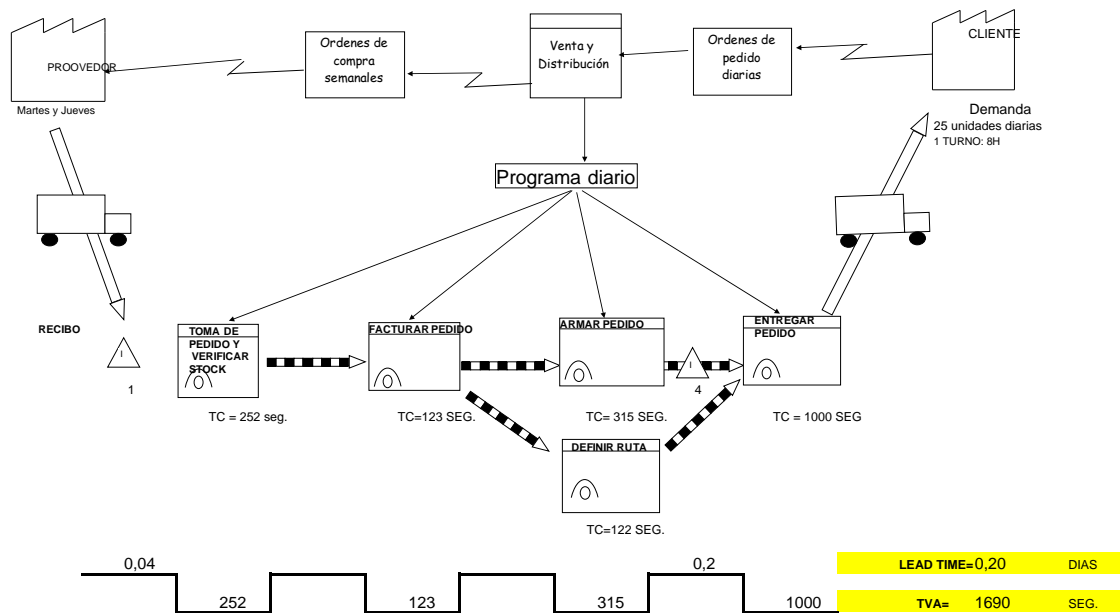 PROOVEDOR
Martes y Jueves
Ordenes de
compra
semanales
Venta y
Distribución
Ordenes de
pedido
diarias
CLIENTE
Demanda
25 unidades diarias
1 TURNO: 8H
Programa diario
RECIBO
I
1
TOMA DE
PEDIDO Y
VERIFICAR
STOCK
TC = 252 seg.
FACTURAR PEDIDO
TC=123 SEG.
ARMAR PEDIDO
TC= 315 SEG.
I
4
ENTREGAR
PEDIDO
TC = 1000 SEG
DEFINIR RUTA
TC=122 SEG.
0,04
0,2
LEAD TIME= 0,20 DIAS
252
123
315
1000
TVA= 1690 SEG.